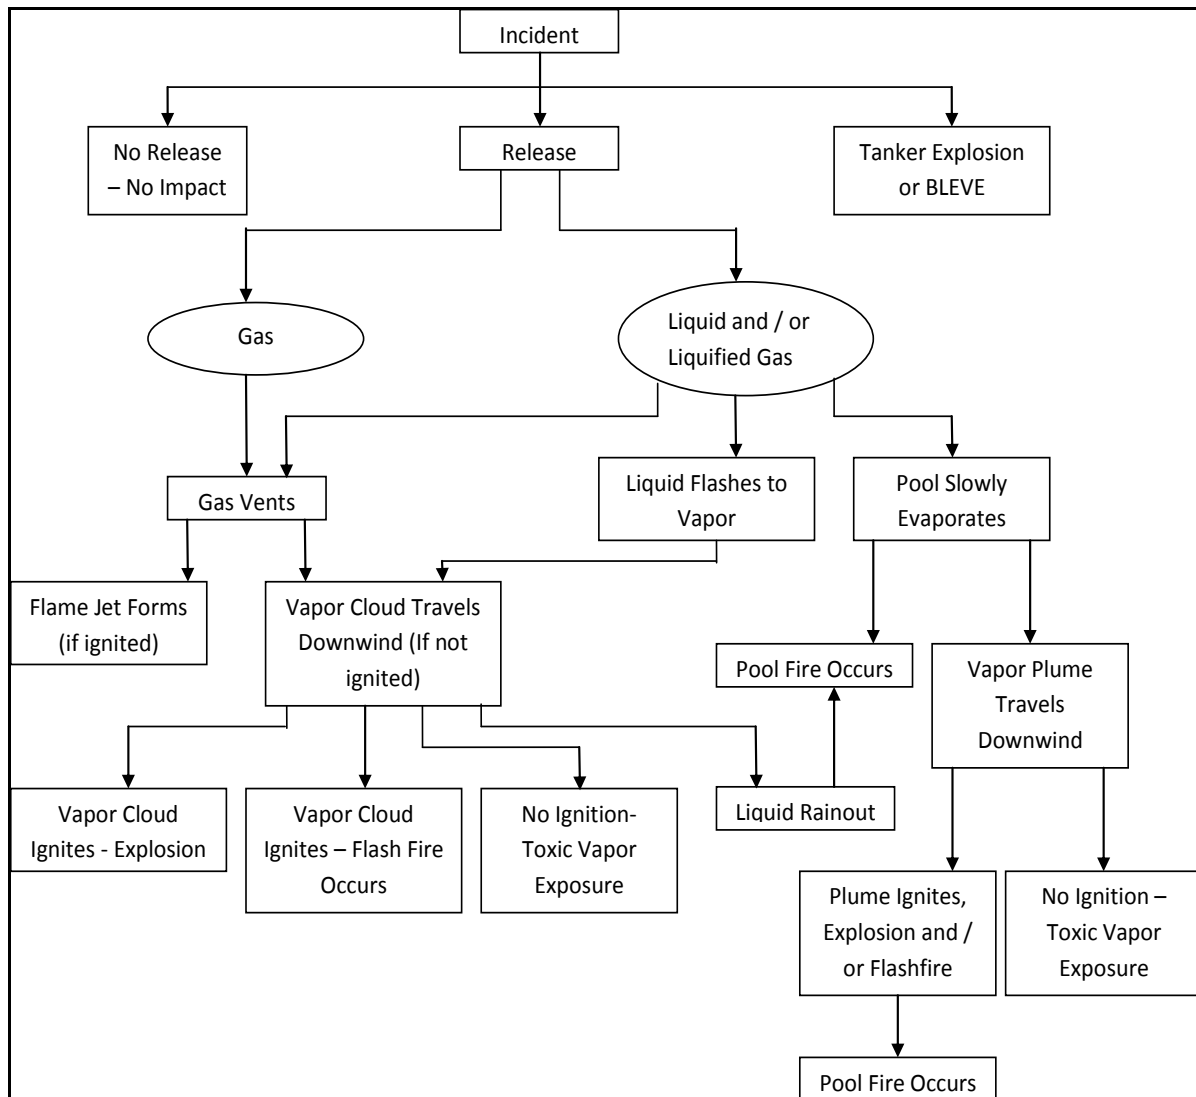 Incident
No Release
– No Impact
Release
Tanker Explosion
or BLEVE
Gas
Liquid and / or
Liquified Gas
Gas Vents
Liquid Flashes to
Vapor
Pool Slowly
Evaporates
Flame Jet Forms
(if ignited)
Vapor Cloud Travels
Downwind (If not
ignited)
Pool Fire Occurs
Vapor Plume
Travels
Downwind
Vapor Cloud
Ignites - Explosion
Vapor Cloud
Ignites – Flash Fire
Occurs
No Ignition-
Toxic Vapor
Exposure
Liquid Rainout
Plume Ignites,
Explosion and /
or Flashfire
No Ignition –
Toxic Vapor
Exposure
Pool Fire Occurs